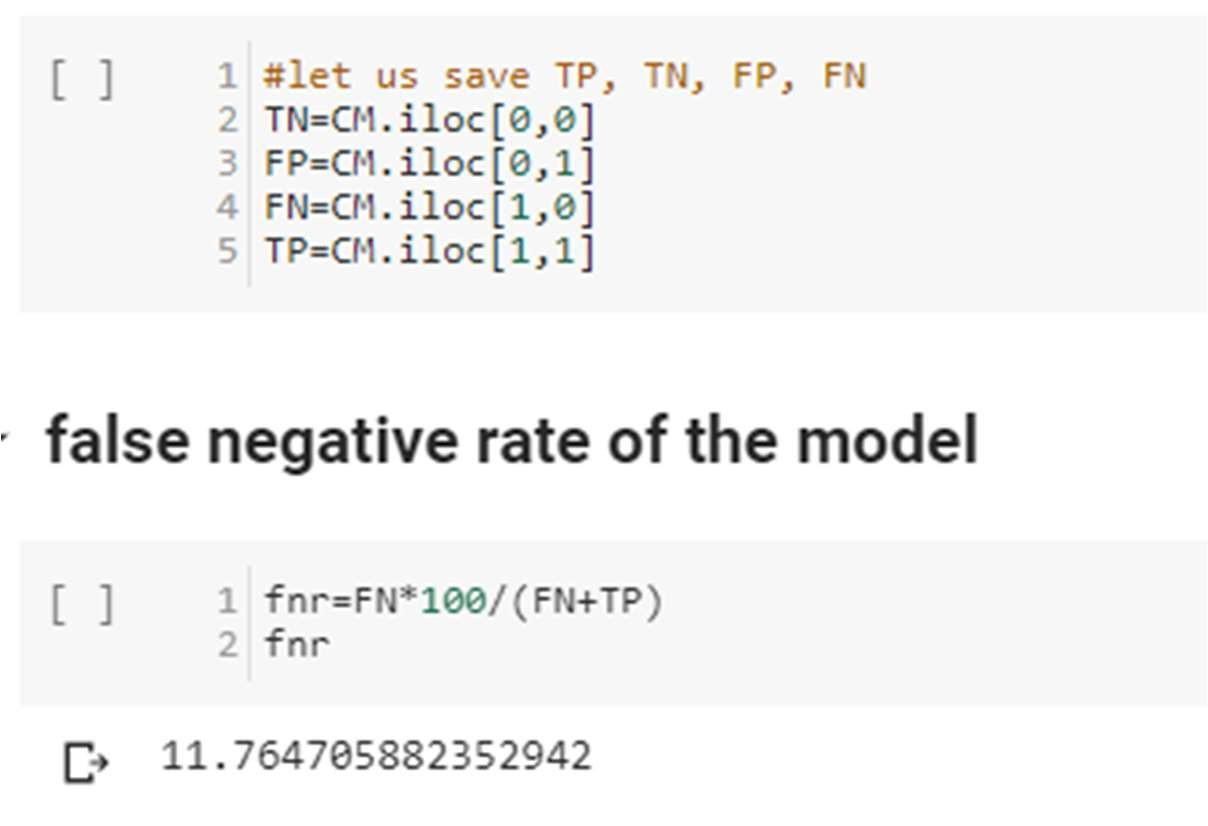 [ ] 1 #let us save TP, TN, FP, FN
2 TN=CM.iloc[0,0]
3 FP=CM.iloc[0,1]
4 FN=CM.iloc[1,0]
5 TP=CM.iloc[1,1]
false negative rate of the model
[ ] 1 fnr=FN*100/(FN+TP)
2 fnr
11.764705882352942